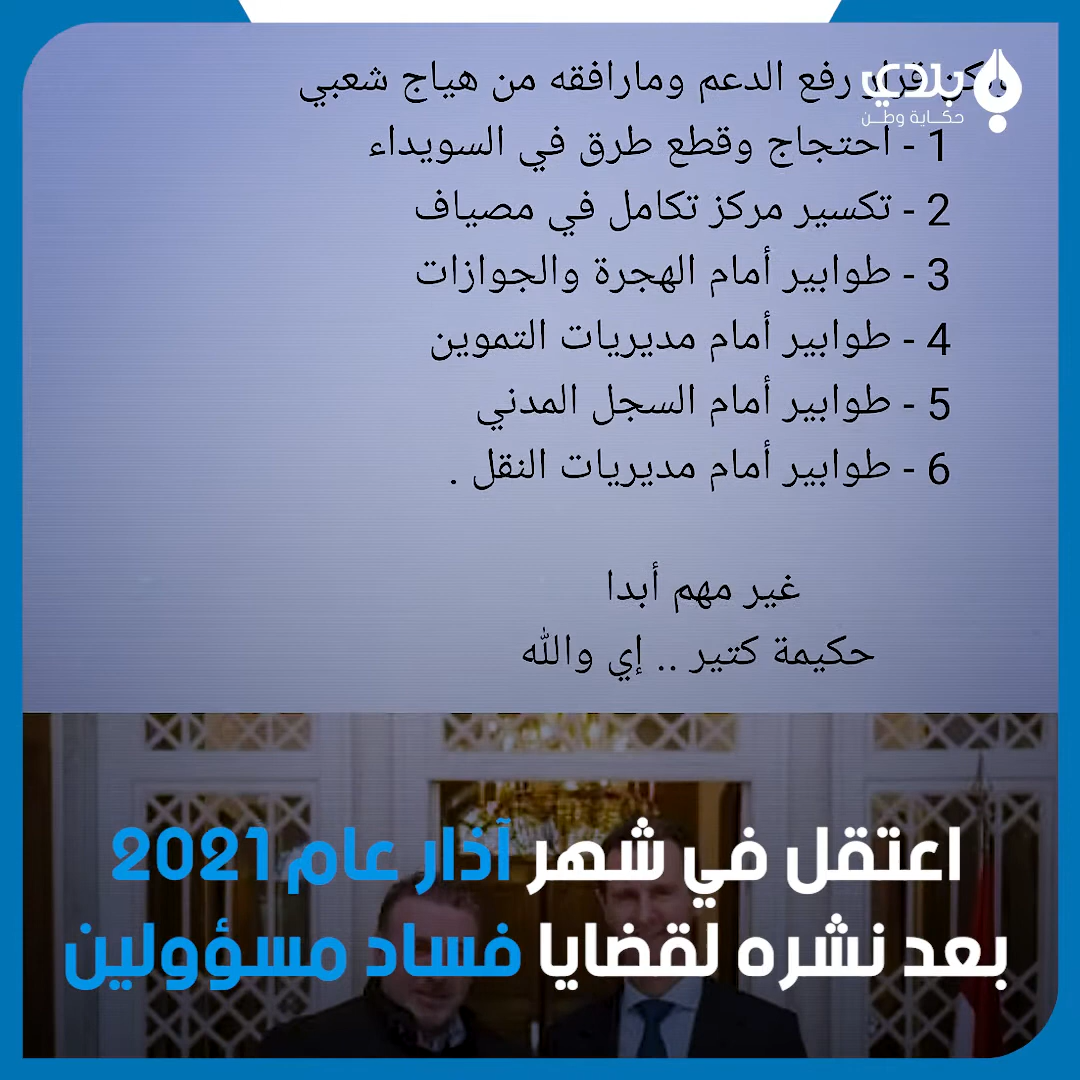 بلدي
حكاية وطن
قرار رفع الدعم ومارافقه من هياج شعبي
1 - احتجاج وقطع طرق في السويداء
2 - تكسير مركز تكامل في مصياف
3 - طوابير أمام الهجرة والجوازات
4 - طوابير أمام مديريات التموين
5 - طوابير أمام السجل المدني
6 - طوابير أمام مديريات النقل .
غير مهم أبدا
حكيمة كتير .. إي والله
اعتقل في شهر آذار عام 2021
بعد نشره لقضايا فساد مسؤولين